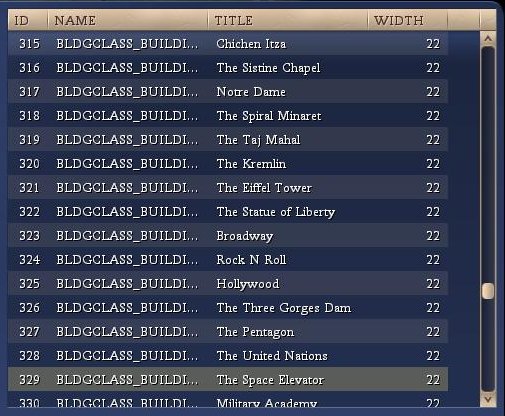 ID NAME TITLE WIDTH
315 BLDGCLASS_BUILDI... Chichen Itza 22
316 BLDGCLASS_BUILDI... The Sistine Chapel 22
317 BLDGCLASS_BUILDI... Notre Dame 22
318 BLDGCLASS_BUILDI... The Spiral Minaret 22
319 BLDGCLASS_BUILDI... The Taj Mahal 22
320 BLDGCLASS_BUILDI... The Kremlin 22
321 BLDGCLASS_BUILDI... The Eiffel Tower 22
322 BLDGCLASS_BUILDI... The Statue of Liberty 22
323 BLDGCLASS_BUILDI... Broadway 22
324 BLDGCLASS_BUILDI... Rock N Roll 22
325 BLDGCLASS_BUILDI... Hollywood 22
326 BLDGCLASS_BUILDI... The Three Gorges Dam 22
327 BLDGCLASS_BUILDI... The Pentagon 22
328 BLDGCLASS_BUILDI... The United Nations 22
329 BLDGCLASS_BUILDI... The Space Elevator 22
330 BLDGCLASS_BUILDI... Military Academy 22